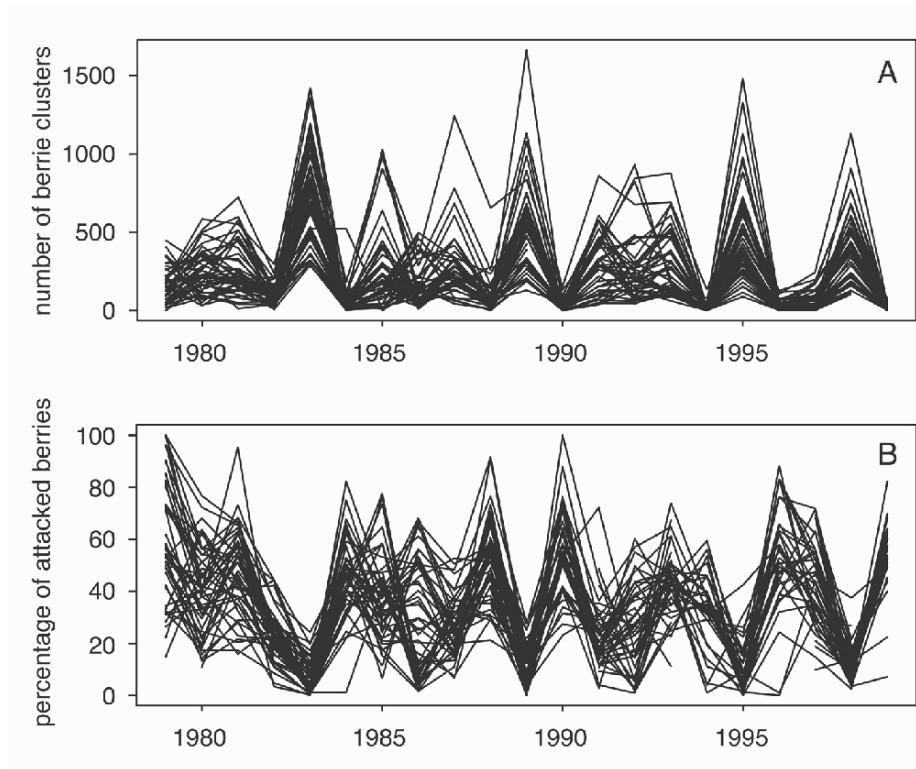 A
number of berrie clusters
1500
1000
500
0
1980 1985 1990 1995
B
percentage of attacked berries
100
80
60
40
20
0
1980 1985 1990 1995